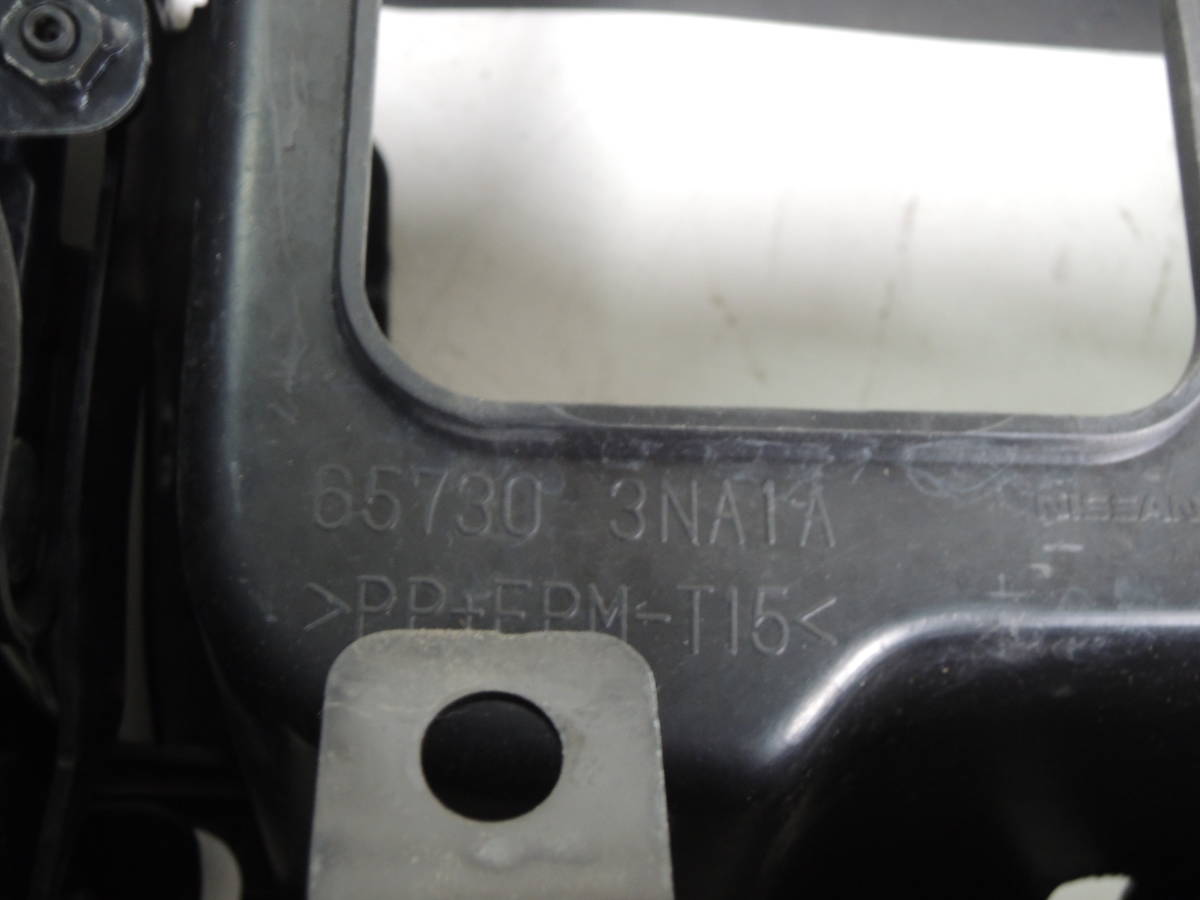 65730 3NA1A
NISSAN
>PP+EPM-T15<